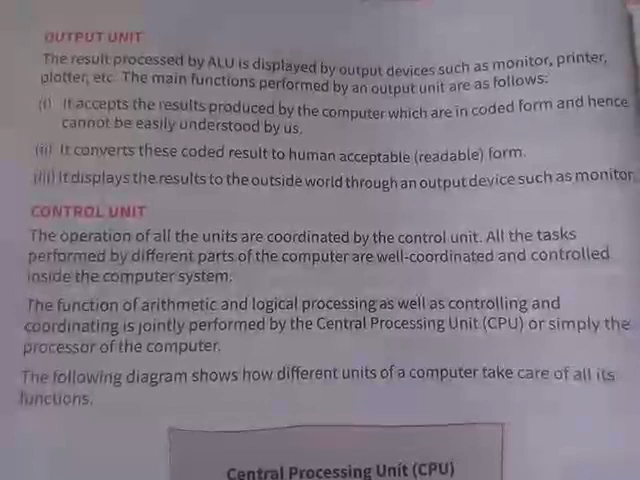 OUTPUT UNIT
The result processed by ALU is displayed by output devices such as monitor, printer,
plotter, etc. The main functions performed by an output unit are as follows:
(i) It accepts the results produced by the computer which are in coded form and hence
cannot be easily understood by us.
(ii) It converts these coded result to human acceptable (readable) form.
(iii) It displays the results to the outside world through an output device such as monitor.
CONTROL UNIT
The operation of all the units are coordinated by the control unit. All the tasks
performed by different parts of the computer are well-coordinated and controlled
inside the computer system.
The function of arithmetic and logical processing as well as controlling and
coordinating is jointly performed by the Central Processing Unit (CPU) or simply the
processor of the computer.
The following diagram shows how different units of a computer take care of all its
functions.
Central Processing Unit (CPU)